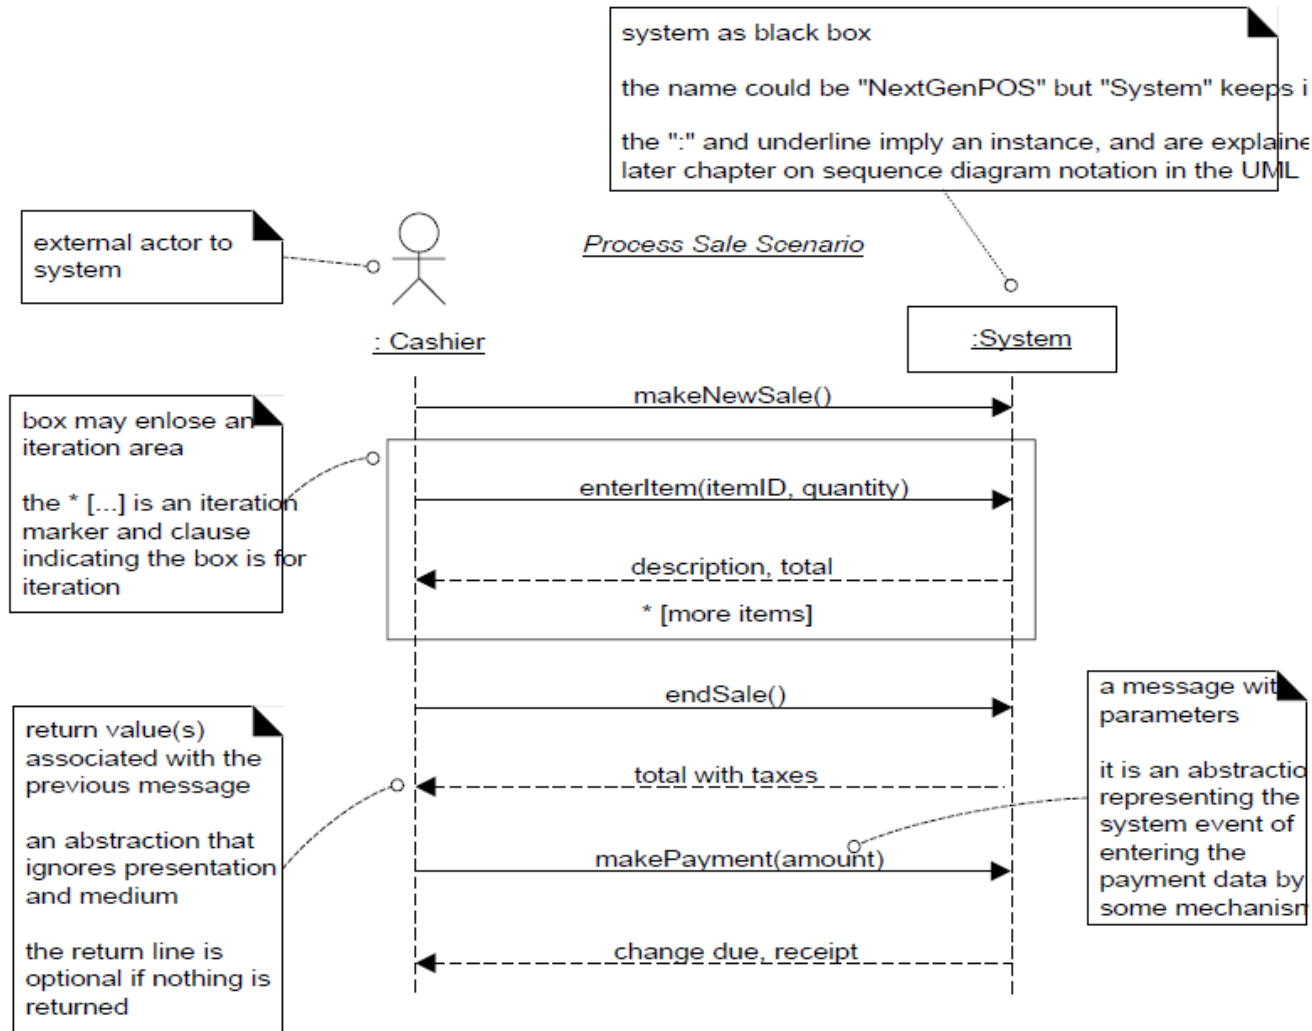 system as black box
the name could be "NextGenPOS" but "System" keeps i
the ":" and underline imply an instance, and are explaine
later chapter on sequence diagram notation in the UML
external actor to
system
Process Sale Scenario
: Cashier
:System
makeNewSale()
box may enlose an
iteration area
the * [...] is an iteration
marker and clause
indicating the box is for
iteration
enterItem(itemID, quantity)
description, total
* [more items]
endSale()
a message wit
parameters
it is an abstractio
representing the
system event of
entering the
payment data by
some mechanism
return value(s)
associated with the
previous message
an abstraction that
ignores presentation
and medium
the return line is
optional if nothing is
returned
total with taxes
makePayment(amount)
change due, receipt